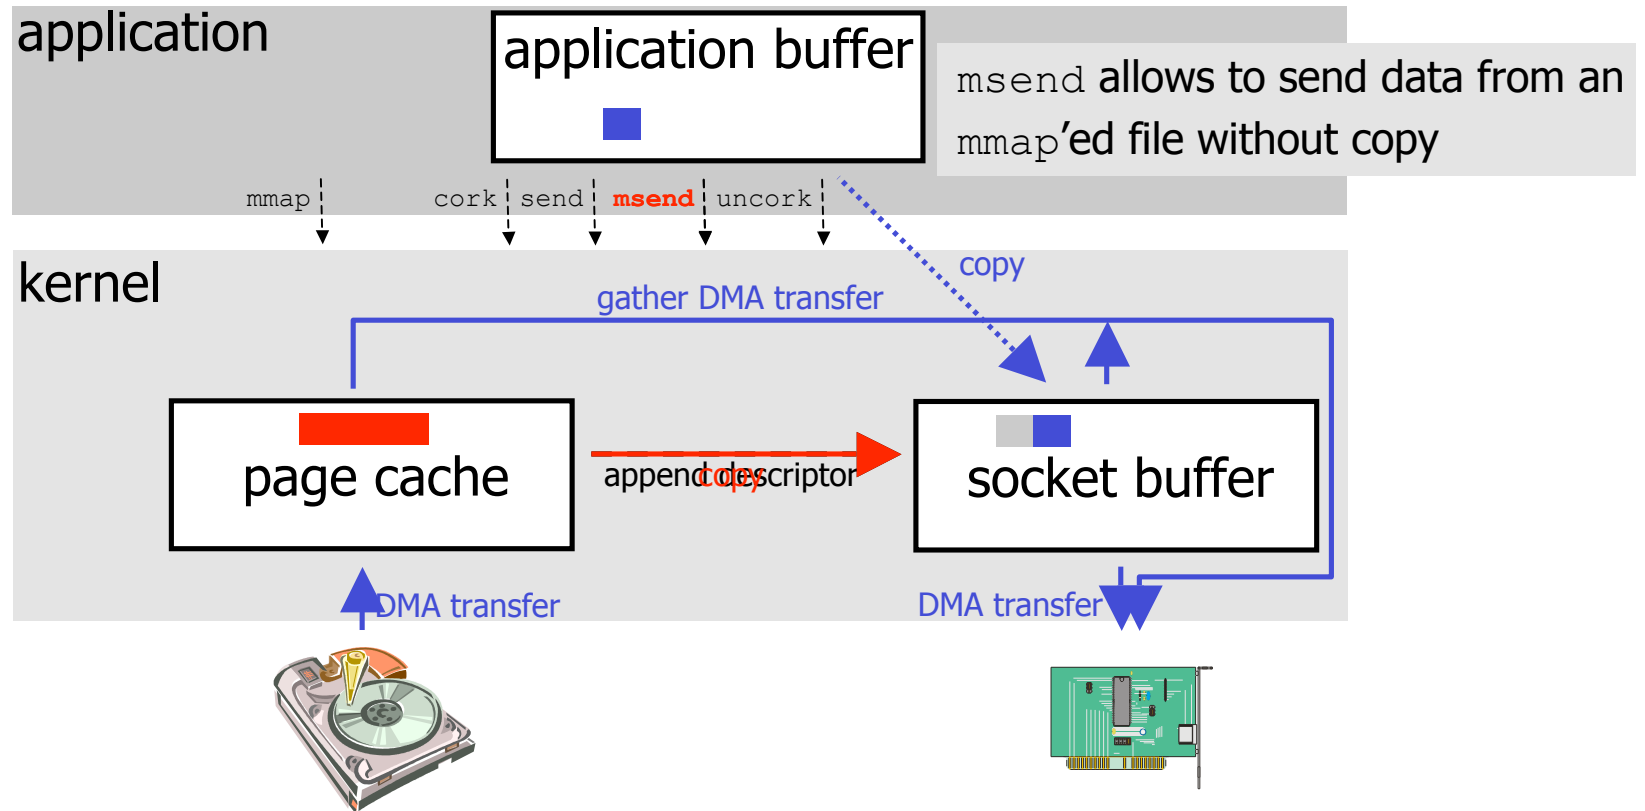 application
application buffer
msend allows to send data from an
mmap’ed file without copy
mmap
cork
send
msend
uncork
kernel
copy
gather DMA transfer
page cache
append descriptor
copy
socket buffer
DMA transfer
DMA transfer